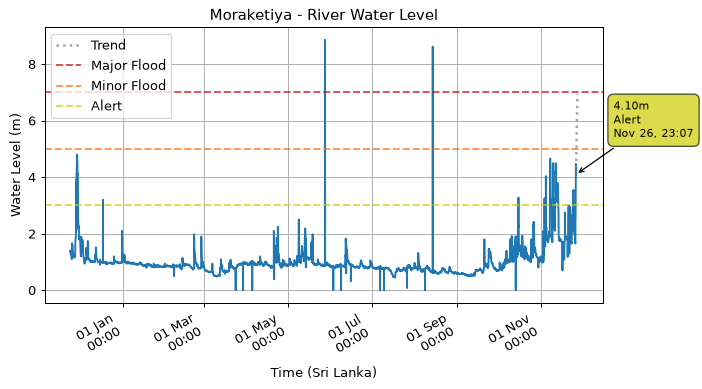 Moraketiya - River Water Level
Trend
Major Flood
Minor Flood
Alert
4.10m
Alert
Nov 26, 23:07
Water Level (m)
8
6
4
2
0
01 Jan
00:00
01 Mar
00:00
01 May
00:00
01 Jul
00:00
01 Sep
00:00
01 Nov
00:00
Time (Sri Lanka)